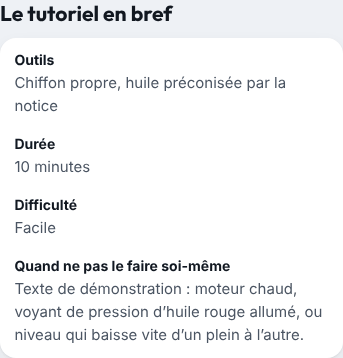 Le tutoriel en bref
Outils
Chiffon propre, huile préconisée par la
notice
Durée
10 minutes
Difficulté
Facile
Quand ne pas le faire soi-même
Texte de démonstration : moteur chaud,
voyant de pression d’huile rouge allumé, ou
niveau qui baisse vite d’un plein à l’autre.